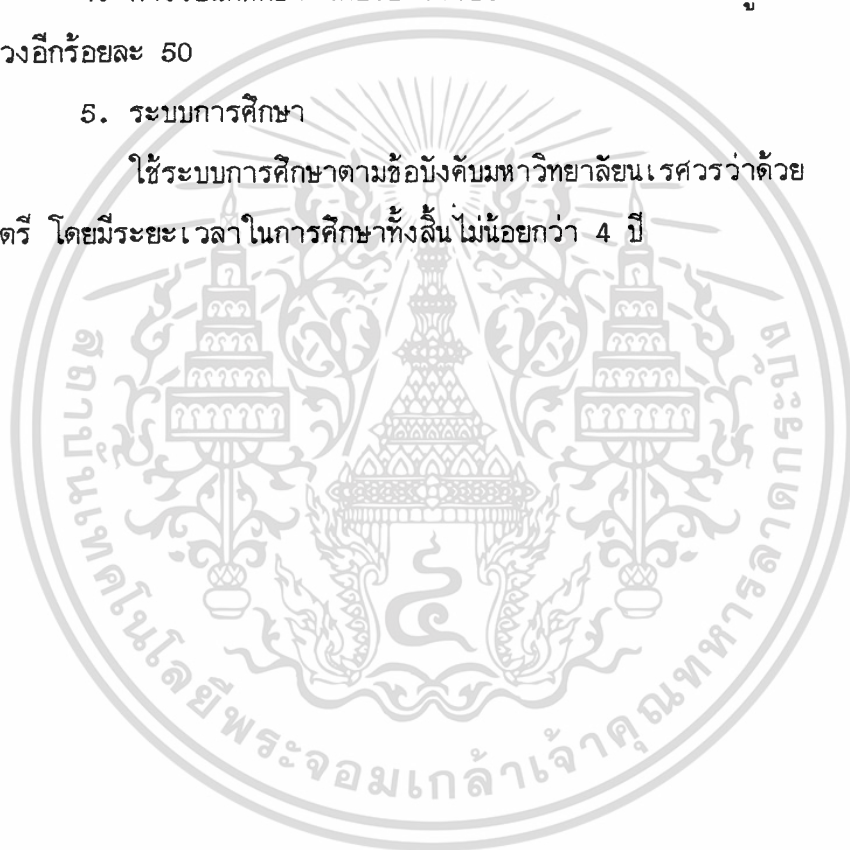 วงอีกร้อยละ 50
5. ระบบการศึกษา
ใช้ระบบการศึกษาตามข้อบังคับมหาวิทยาลัยนเรศวรว่าด้วย
ตรี โดยมีระยะเวลาในการศึกษาทั้งสิ้นไม่น้อยกว่า 4 ปี
สถาบันเทคโนโลยีพระจอมเกล้าเจ้าคุณทหารลาดกระบัง